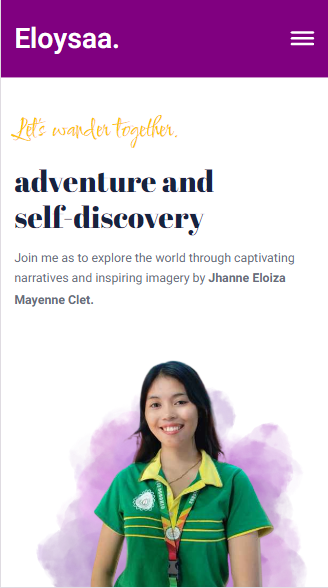 Eloysaa.
Let's wander together.
adventure and
self-discovery
Join me as to explore the world through captivating
narratives and inspiring imagery by Jhanne Eloiza
Mayenne Clet.